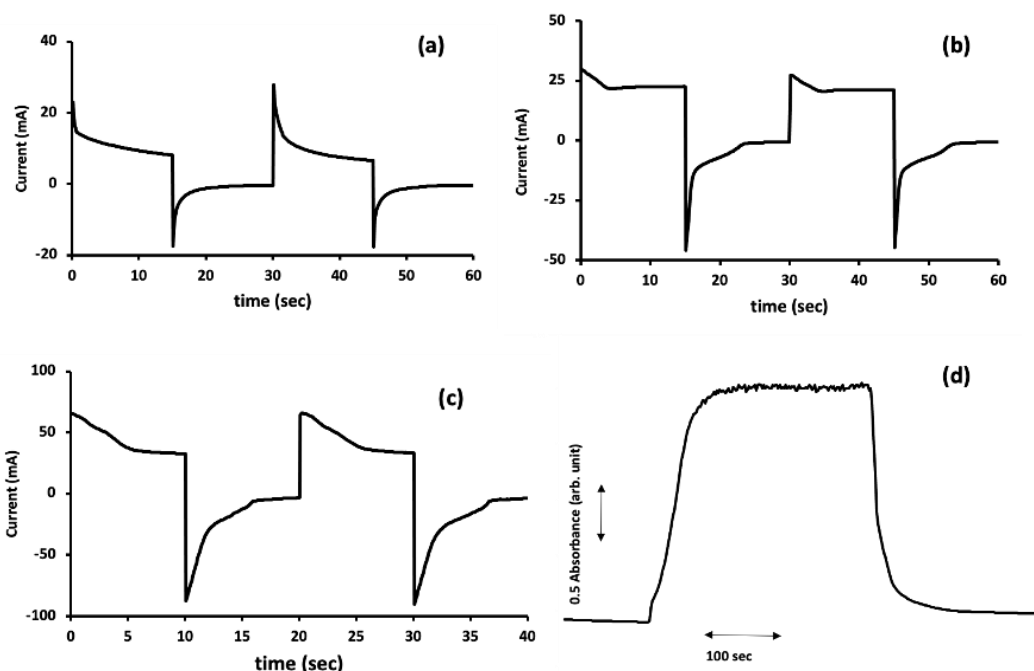 (a)
40
20
0
-20
Current (mA)
0 10 20 30 40 50 60
time (sec)
(b)
50
25
0
-25
-50
Current (mA)
0 10 20 30 40 50 60
time (sec)
(c)
100
50
0
-50
-100
Current (mA)
0 5 10 15 20 25 30 35 40
time (sec)
(d)
0.5 Absorbance (arb. unit)
100 sec